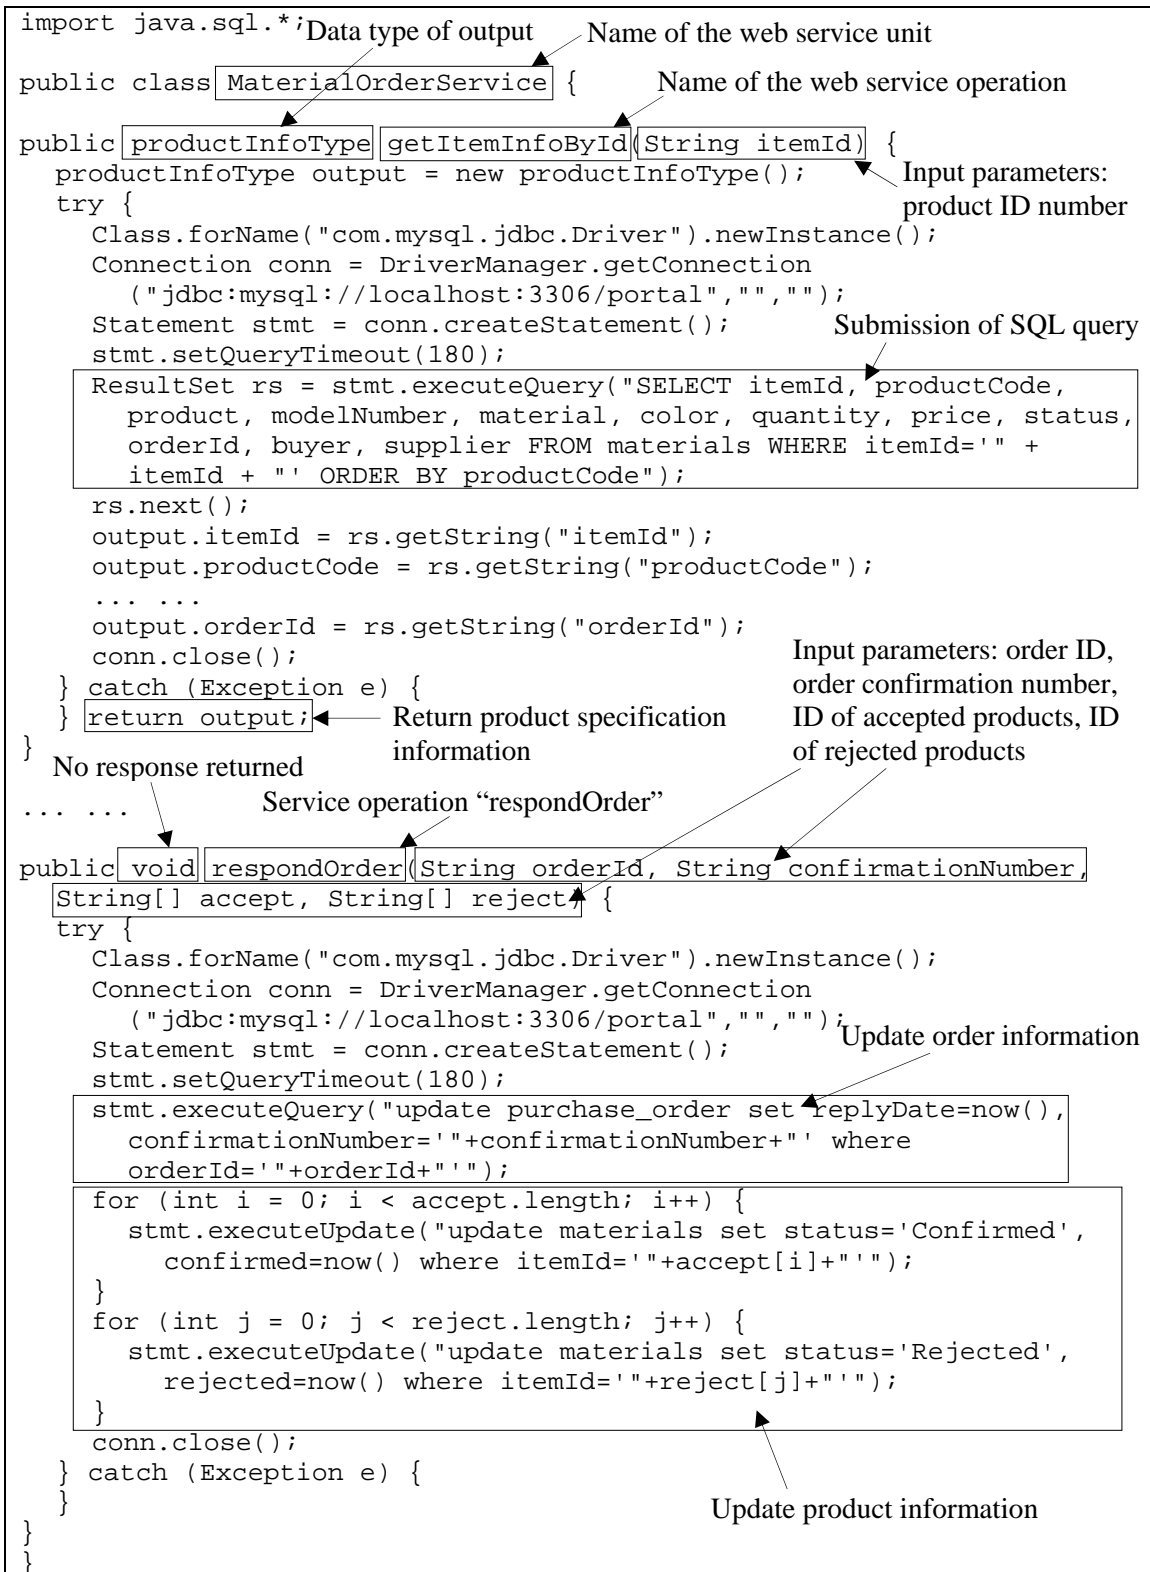 import java.sql.*;
Data type of output
Name of the web service unit
public class MaterialOrderService {
Name of the web service operation
public productInfoType getItemInfoById(String itemId) {
productInfoType output = new productInfoType();
Input parameters:
product ID number
try {
Class.forName("com.mysql.jdbc.Driver").newInstance();
Connection conn = DriverManager.getConnection
("jdbc:mysql://localhost:3306/portal","","");
Statement stmt = conn.createStatement();
Submission of SQL query
stmt.setQueryTimeout(180);
ResultSet rs = stmt.executeQuery("SELECT itemId, productCode,
product, modelNumber, material, color, quantity, price, status,
orderId, buyer, supplier FROM materials WHERE itemId='" +
itemId + "' ORDER BY productCode");
rs.next();
output.itemId = rs.getString("itemId");
output.productCode = rs.getString("productCode");
... ...
output.orderId = rs.getString("orderId");
conn.close();
} catch (Exception e) {
} return output;
Return product specification
information
Input parameters: order ID,
order confirmation number,
ID of accepted products, ID
of rejected products
}
No response returned
Service operation “respondOrder”
... ...
public void respondOrder(String orderId, String confirmationNumber,
String[] accept, String[] reject) {
try {
Class.forName("com.mysql.jdbc.Driver").newInstance();
Connection conn = DriverManager.getConnection
("jdbc:mysql://localhost:3306/portal","","");
Update order information
Statement stmt = conn.createStatement();
stmt.setQueryTimeout(180);
stmt.executeQuery("update purchase_order set replyDate=now(),
confirmationNumber='"+confirmationNumber+"' where
orderId='"+orderId+"'");
for (int i = 0; i < accept.length; i++) {
stmt.executeUpdate("update materials set status='Confirmed',
confirmed=now() where itemId='"+accept[i]+"'");
}
for (int j = 0; j < reject.length; j++) {
stmt.executeUpdate("update materials set status='Rejected',
rejected=now() where itemId='"+reject[j]+"'");
}
conn.close();
} catch (Exception e) {
}
Update product information
}
}